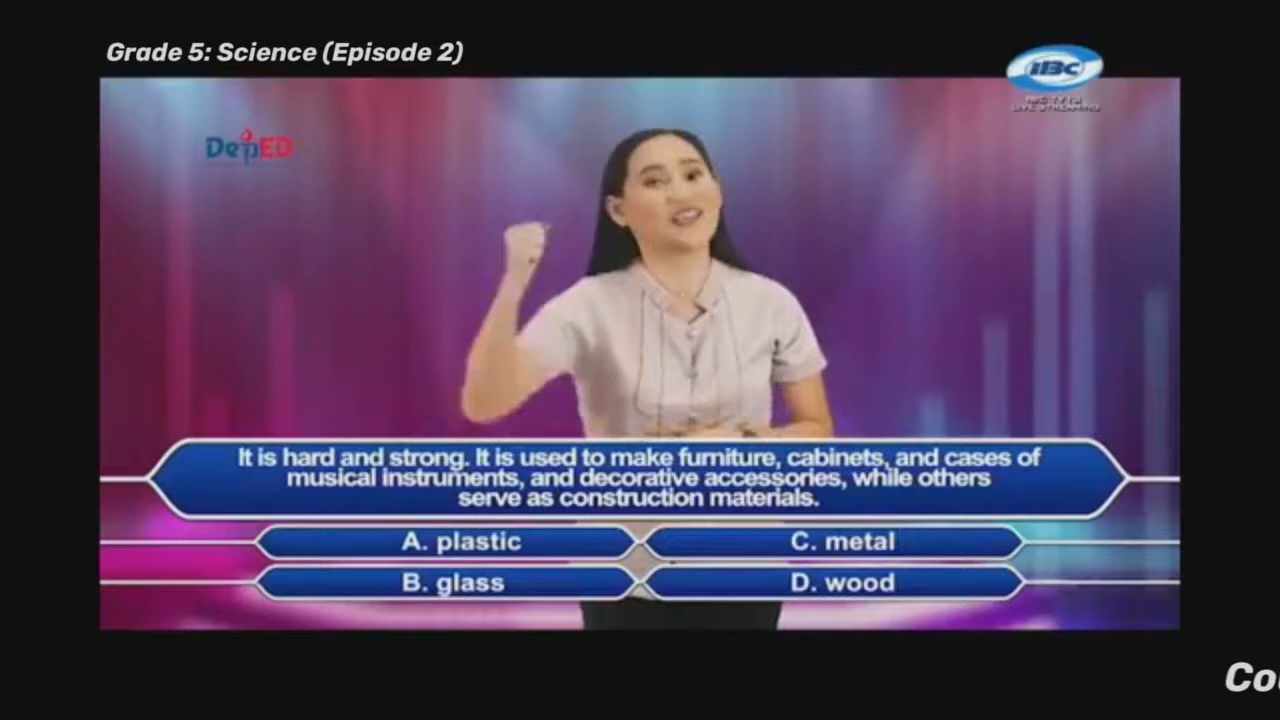 Grade 5: Science (Episode 2)
iBC
DepED
It is hard and strong. It is used to make furniture, cabinets, and cases of
musical instruments, and decorative accessories, while others
serve as construction materials.
A. plastic
C. metal
B. glass
D. wood